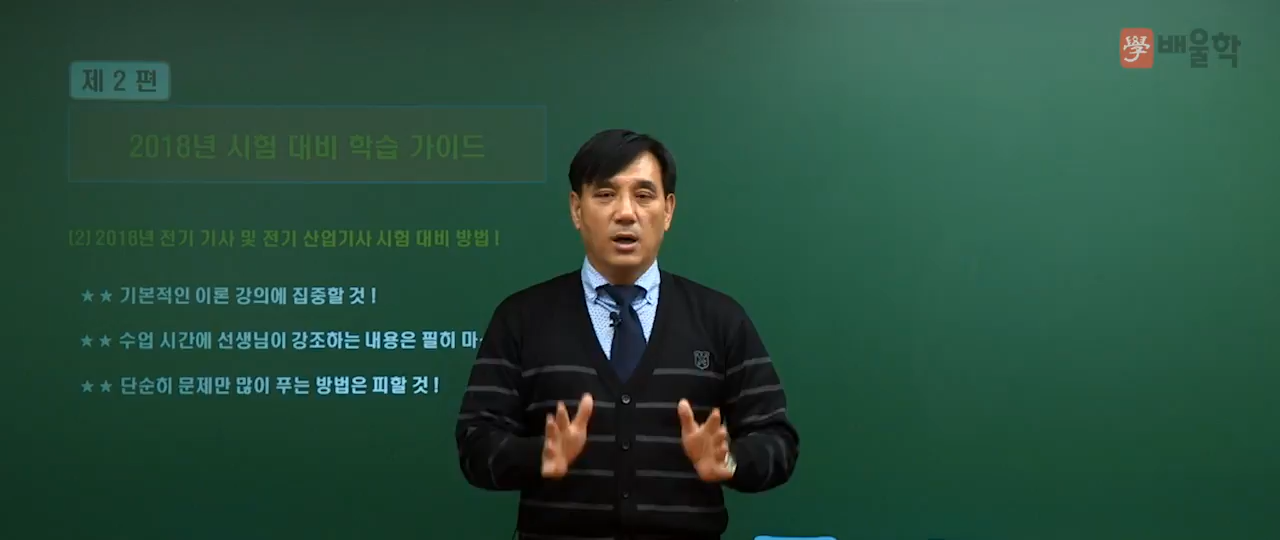 學 배울학
제 2 편
2018년 시험 대비 학습 가이드
[2] 2018년 전기 기사 및 전기 산업기사 시험 대비 방법 !
★★ 기본적인 이론 강의에 집중할 것 !
★★ 수업 시간에 선생님이 강조하는 내용은 필히
★★ 단순히 문제만 많이 푸는 방법은 피할 것 !